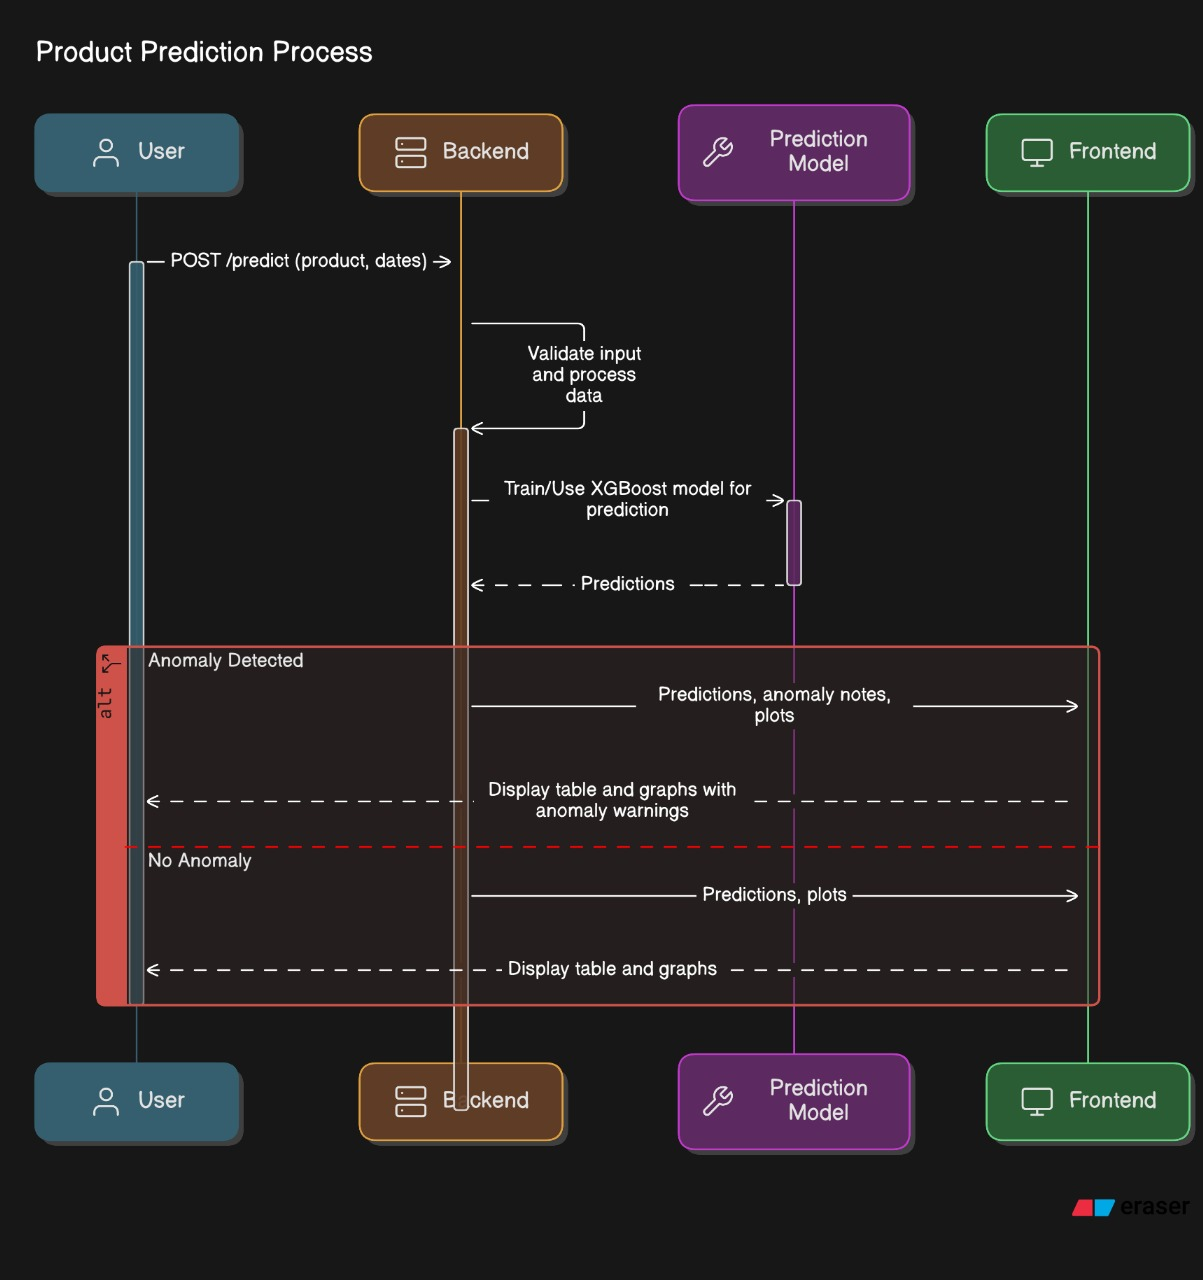 Product Prediction Process
User
Backend
Prediction
Model
Frontend
POST /predict (product, dates)
Validate input
and process
data
Train/Use XGBoost model for
prediction
Predictions
alt
Anomaly Detected
Predictions, anomaly notes,
plots
Display table and graphs with
anomaly warnings
No Anomaly
Predictions, plots
Display table and graphs
User
Backend
Prediction
Model
Frontend
eraser